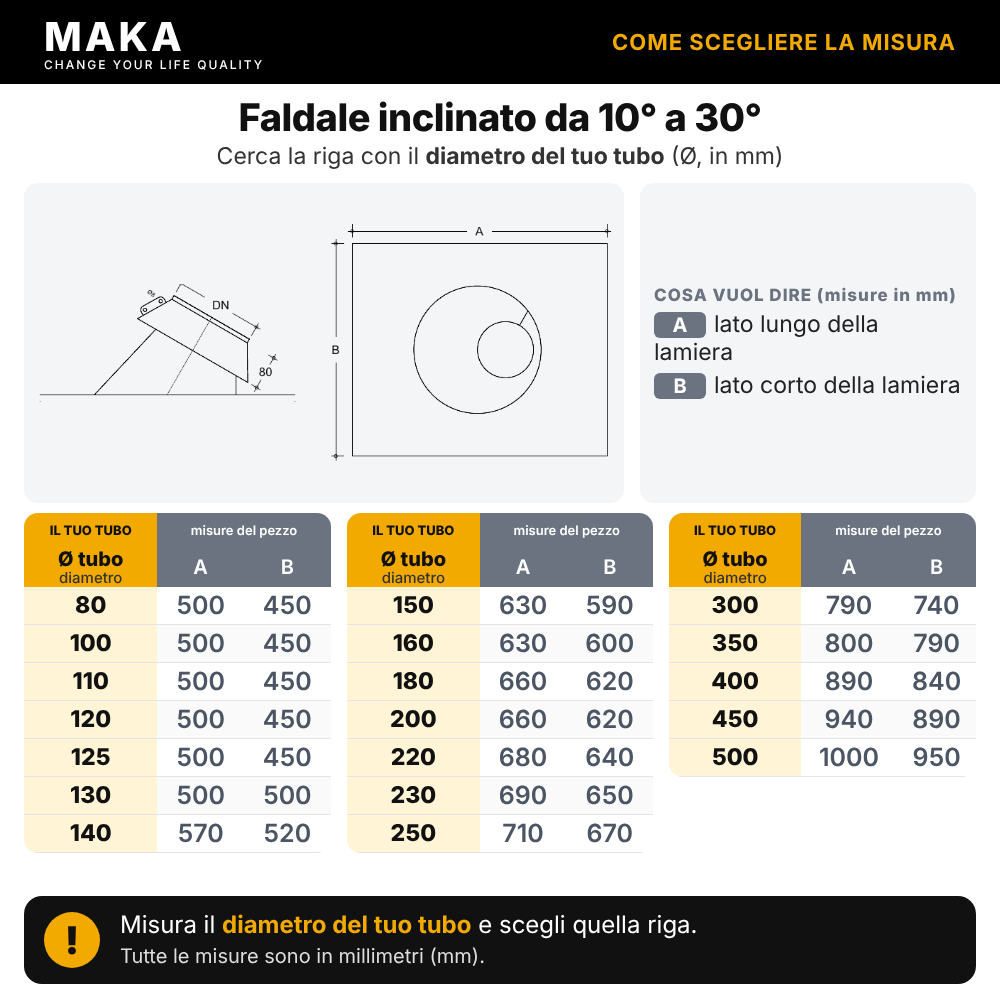 MAKA
CHANGE YOUR LIFE QUALITY
COME SCEGLIERE LA MISURA
Faldale inclinato da 10° a 30°
Cerca la riga con il diametro del tuo tubo (Ø, in mm)
A
B
DN
80
COSA VUOL DIRE (misure in mm)
A lato lungo della
lamiera
B lato corto della lamiera
IL TUO TUBO misure del pezzo
Ø tubo A B
diametro
80 500 450
100 500 450
110 500 450
120 500 450
125 500 450
130 500 500
140 570 520
IL TUO TUBO misure del pezzo
Ø tubo A B
diametro
150 630 590
160 630 600
180 660 620
200 660 620
220 680 640
230 690 650
250 710 670
IL TUO TUBO misure del pezzo
Ø tubo A B
diametro
300 790 740
350 800 790
400 890 840
450 940 890
500 1000 950
! Misura il diametro del tuo tubo e scegli quella riga.
Tutte le misure sono in millimetri (mm).